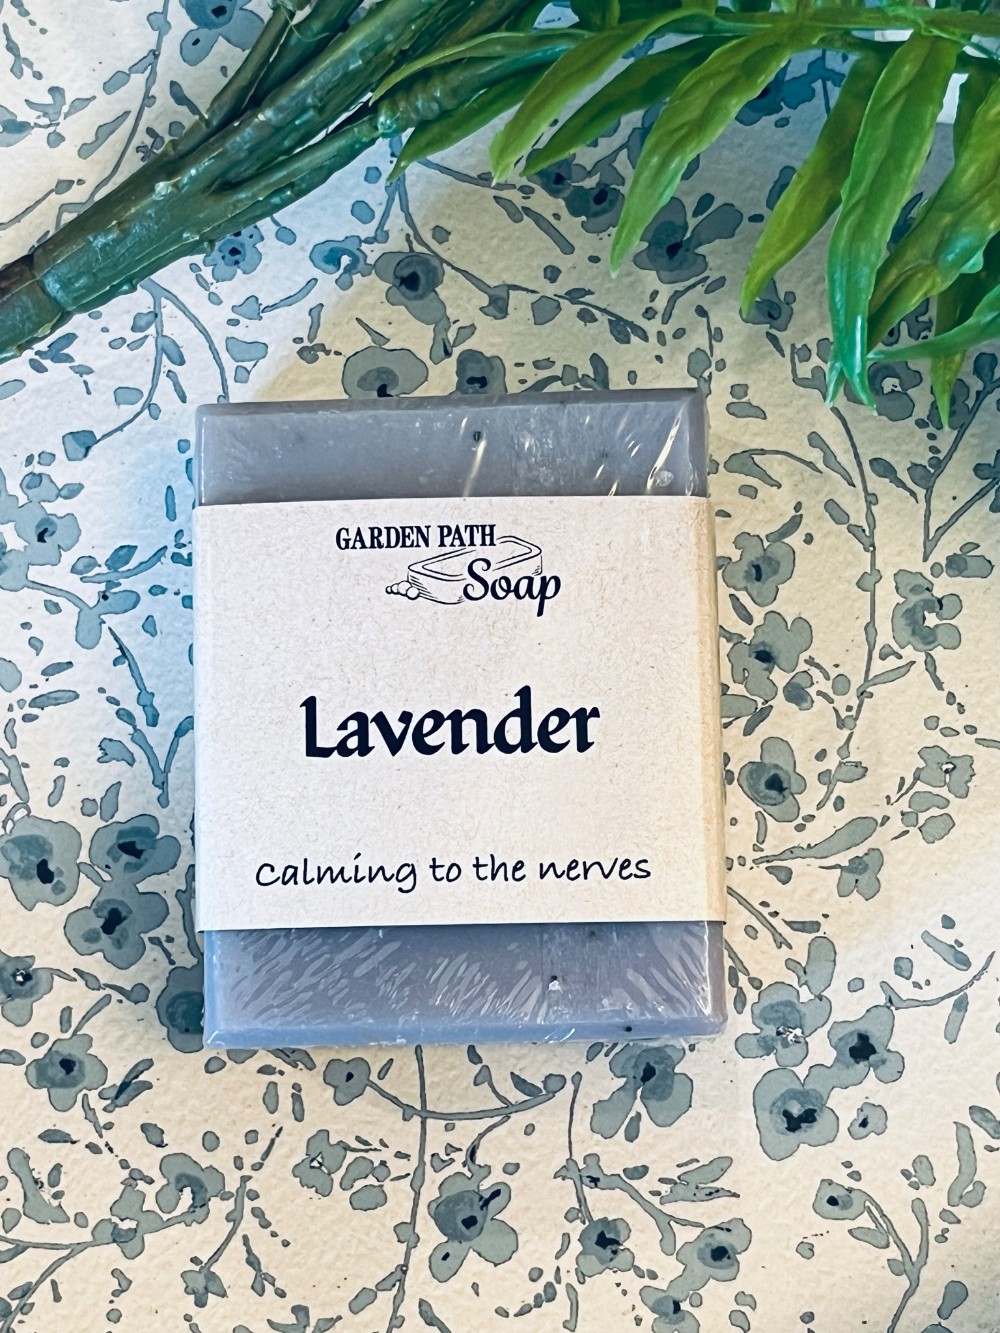 GARDEN PATH
Soap
Lavender
Calming to the nerves